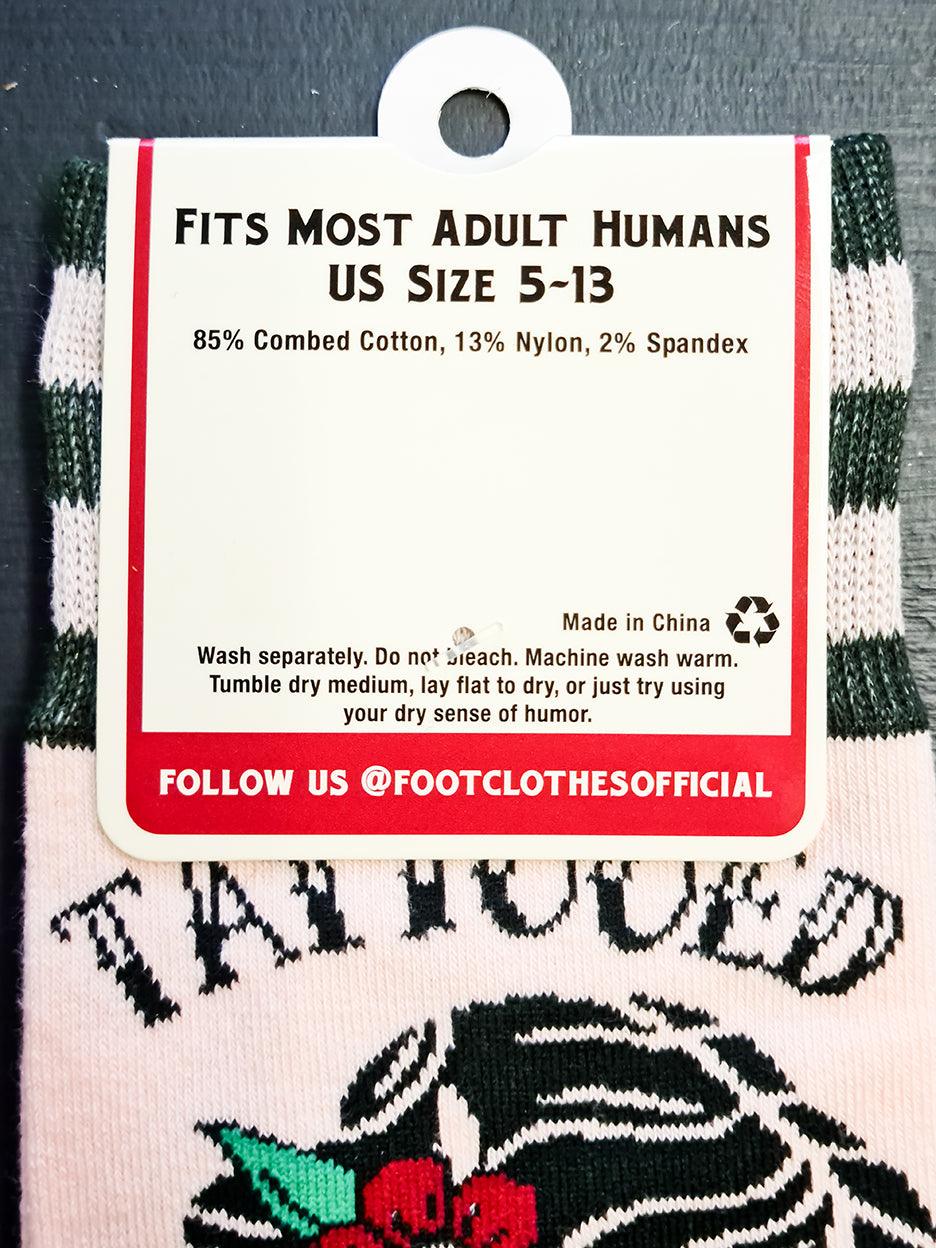 FITS MOST ADULT HUMANS
US SIZE 5~13
85% Combed Cotton, 13% Nylon, 2% Spandex
Made in China
Wash separately. Do not bleach. Machine wash warm.
Tumble dry medium, lay flat to dry, or just try using
your dry sense of humor.
FOLLOW US @FOOTCLOTHESOFFICIAL
TATTOOED